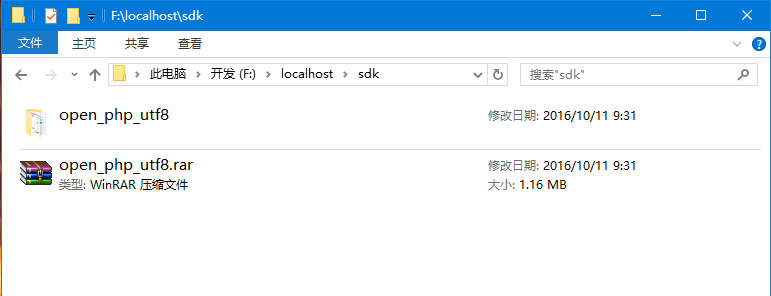 F:\localhost\sdk
文件 主页 共享 查看
此电脑 开发 (F:) localhost sdk 搜索"sdk"
open_php_utf8 修改日期: 2016/10/11 9:31
open_php_utf8.rar 修改日期: 2016/10/11 9:31
类型: WinRAR 压缩文件 大小: 1.16 MB